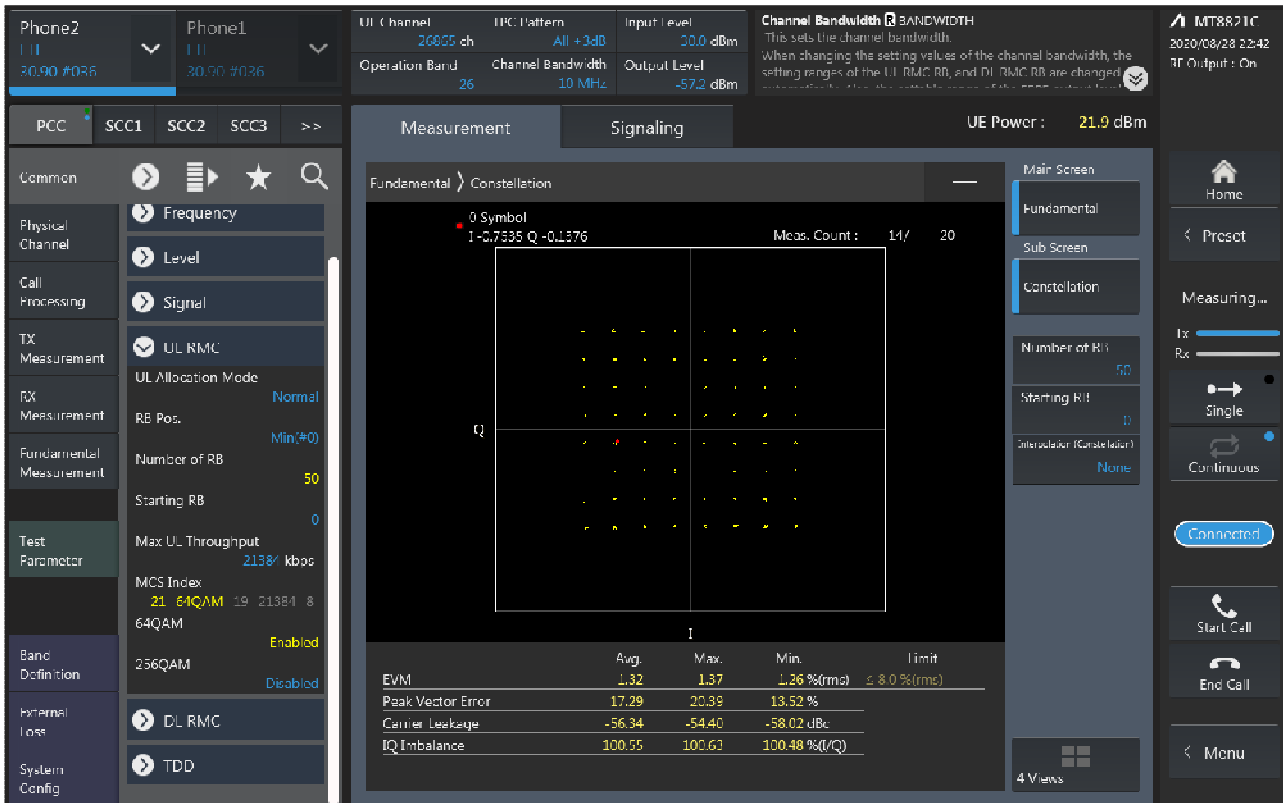 Phone2
LTE
30.90 #036
Phone1
LTE
30.90 #036
UL Channel
26865 ch
TPC Pattern
All +3dB
Input Level
30.0 dBm
Operation Band
26
Channel Bandwidth
10 MHz
Output Level
-57.2 dBm
Channel Bandwidth R BANDWIDTH
This sets the channel bandwidth.
When changing the setting values of the channel bandwidth, the
setting ranges of the UL RMC RB, and DL RMC RB are changed
MT8821C
2020/08/28 22:42
RF Output : On
PCC SCC1 SCC2 SCC3 >>
Measurement
Signaling
UE Power : 21.9 dBm
Common
Physical
Channel
Call
Processing
TX
Measurement
RX
Measurement
Fundamental
Measurement
Test
Parameter
Band
Definition
External
Loss
System
Config
Frequency
Level
Signal
UL RMC
UL Allocation Mode
Normal
RB Pos.
Min(#0)
Number of RB
50
Starting RB
0
Max UL Throughput
21384 kbps
MCS Index
21 64QAM 19 21384 8
64QAM
Enabled
256QAM
Disabled
DL RMC
TDD
Fundamental > Constellation
0 Symbol
I -0.7535 Q -0.1576
Meas. Count : 14/ 20
Q
I
Avg. Max. Min. Limit
EVM 1.32 1.37 1.26 %(rms) ≤ 8.0 %(rms)
Peak Vector Error 17.29 20.39 13.52 %
Carrier Leakage -56.34 -54.40 -58.02 dBc
IQ Imbalance 100.55 100.63 100.48 %(I/Q)
Main Screen
Fundamental
Sub Screen
Constellation
Number of RB
50
Starting RB
0
Interpolation (Constellation)
None
4 Views
Home
< Preset
Measuring...
Tx
Rx
Single
Continuous
Connected
Start Call
End Call
< Menu